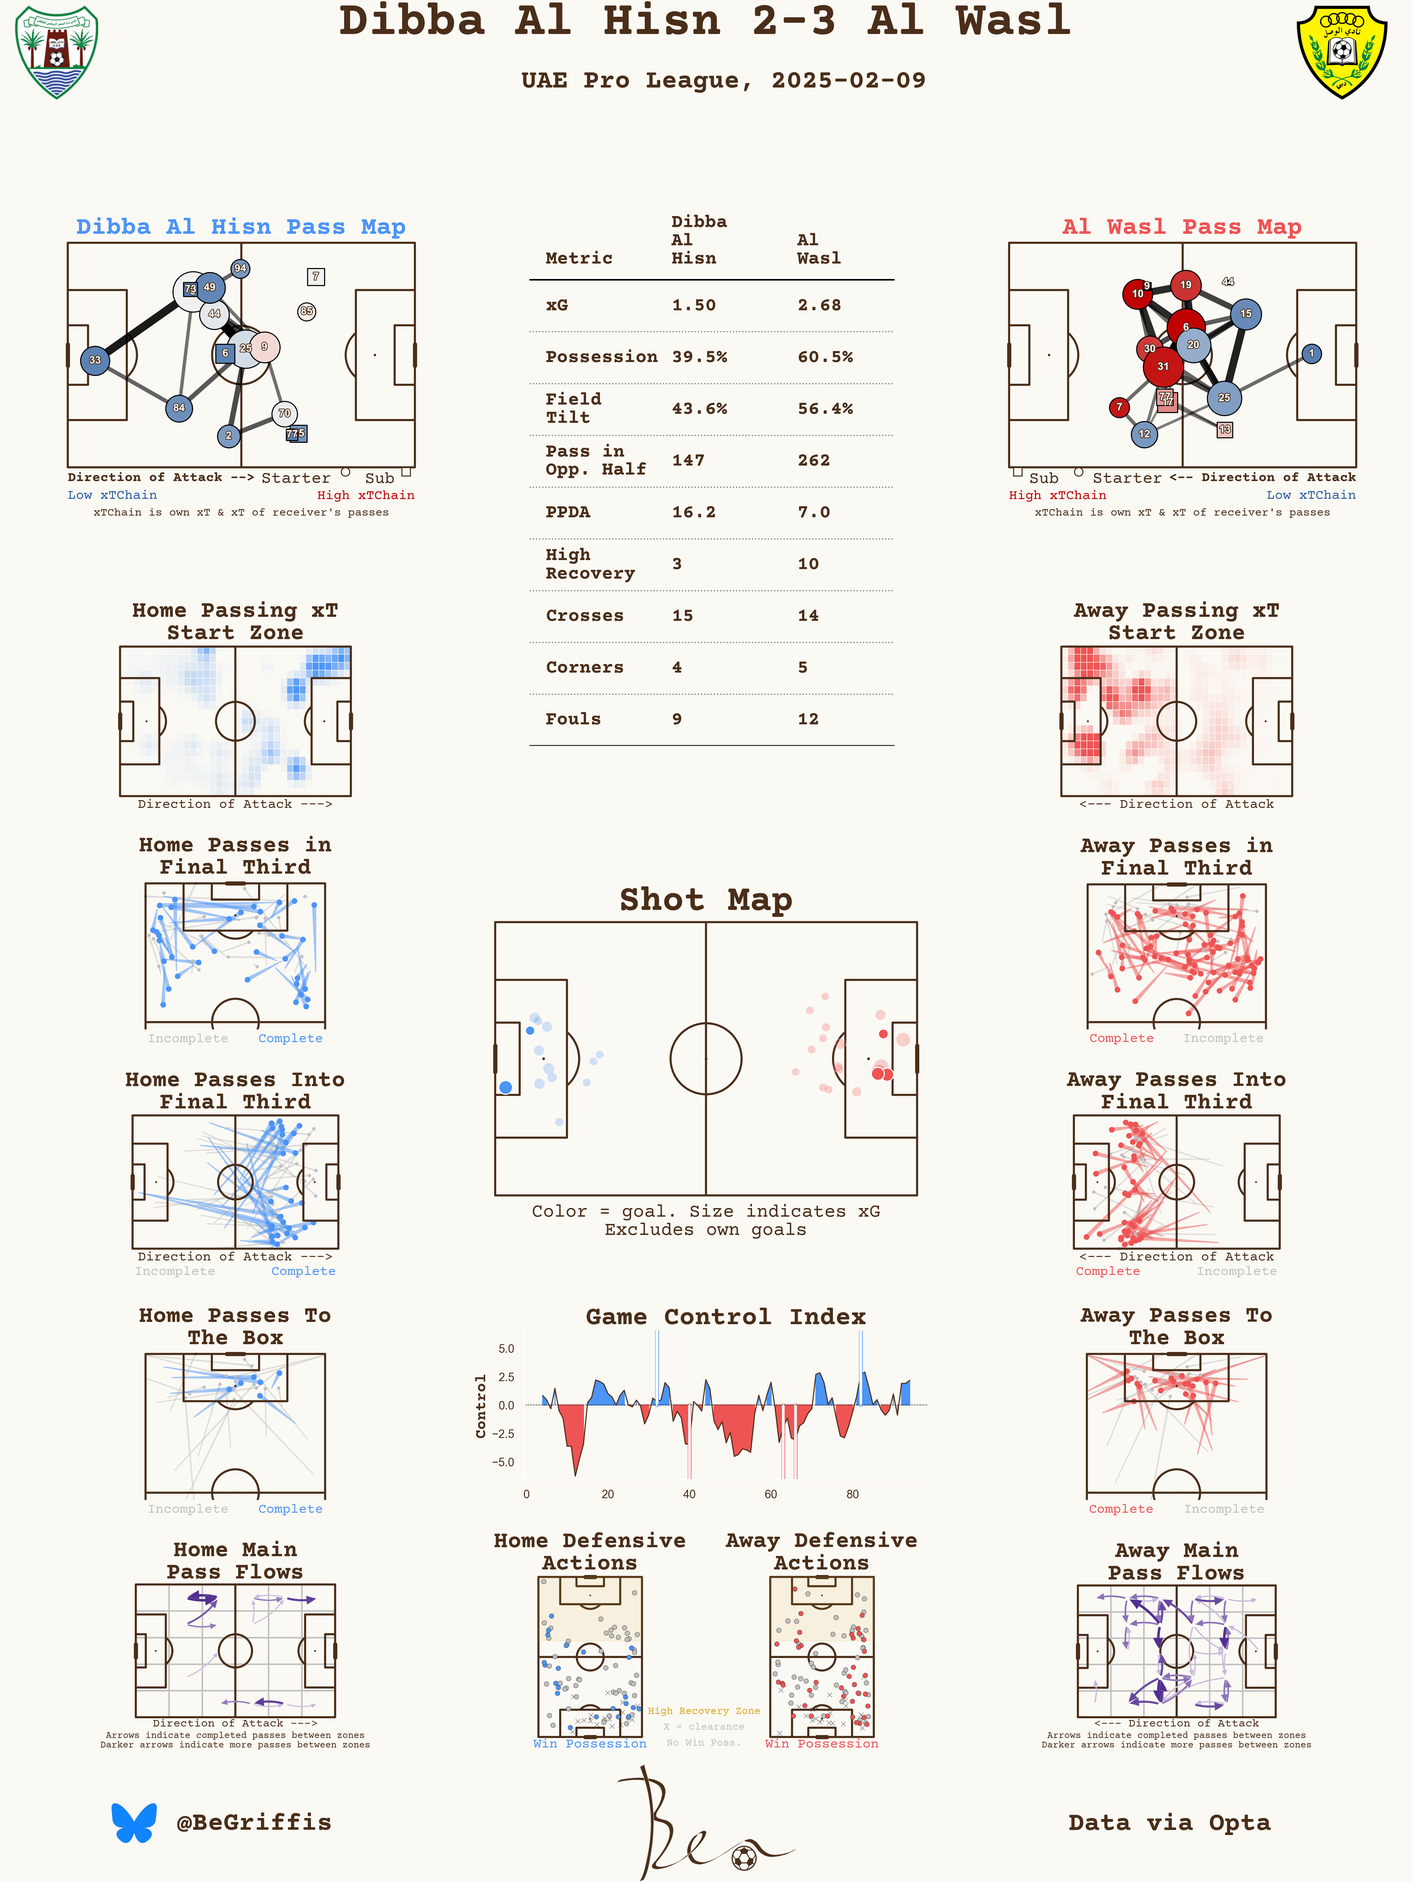 Dibba Al Hisn 2-3 Al Wasl
UAE Pro League, 2025-02-09
Dibba Al Hisn Pass Map
94
7
73
49
44
85
6
25
9
33
84
70
2
Direction of Attack --> Starter Sub
Low xTChain High xTChain
xTChain is own xT & xT of receiver's passes
Metric Dibba Al Hisn Al Wasl
xG 1.50 2.68
Possession 39.5% 60.5%
Field Tilt 43.6% 56.4%
Pass in Opp. Half 147 262
PPDA 16.2 7.0
High Recovery 3 10
Crosses 15 14
Corners 4 5
Fouls 9 12
Al Wasl Pass Map
44
9
19
10
15
6
20
30
1
31
77
17
25
7
12
13
Sub Starter <-- Direction of Attack
High xTChain Low xTChain
xTChain is own xT & xT of receiver's passes
Home Passing xT
Start Zone
Direction of Attack --->
Away Passing xT
Start Zone
<--- Direction of Attack
Home Passes in
Final Third
Incomplete Complete
Away Passes in
Final Third
Complete Incomplete
Shot Map
Color = goal. Size indicates xG
Excludes own goals
Home Passes Into
Final Third
Direction of Attack --->
Incomplete Complete
Away Passes Into
Final Third
<--- Direction of Attack
Complete Incomplete
Home Passes To
The Box
Incomplete Complete
Game Control Index
Control
5.0
2.5
0.0
−2.5
−5.0
0 20 40 60 80
Away Passes To
The Box
Complete Incomplete
Home Main
Pass Flows
Direction of Attack --->
Arrows indicate completed passes between zones
Darker arrows indicate more passes between zones
Home Defensive
Actions
Win Possession
Away Defensive
Actions
Win Possession
High Recovery Zone
X = clearance
No Win Poss.
Away Main
Pass Flows
<--- Direction of Attack
Arrows indicate completed passes between zones
Darker arrows indicate more passes between zones
@BeGriffis
Ben
Data via Opta
نادي الوصل
دبي